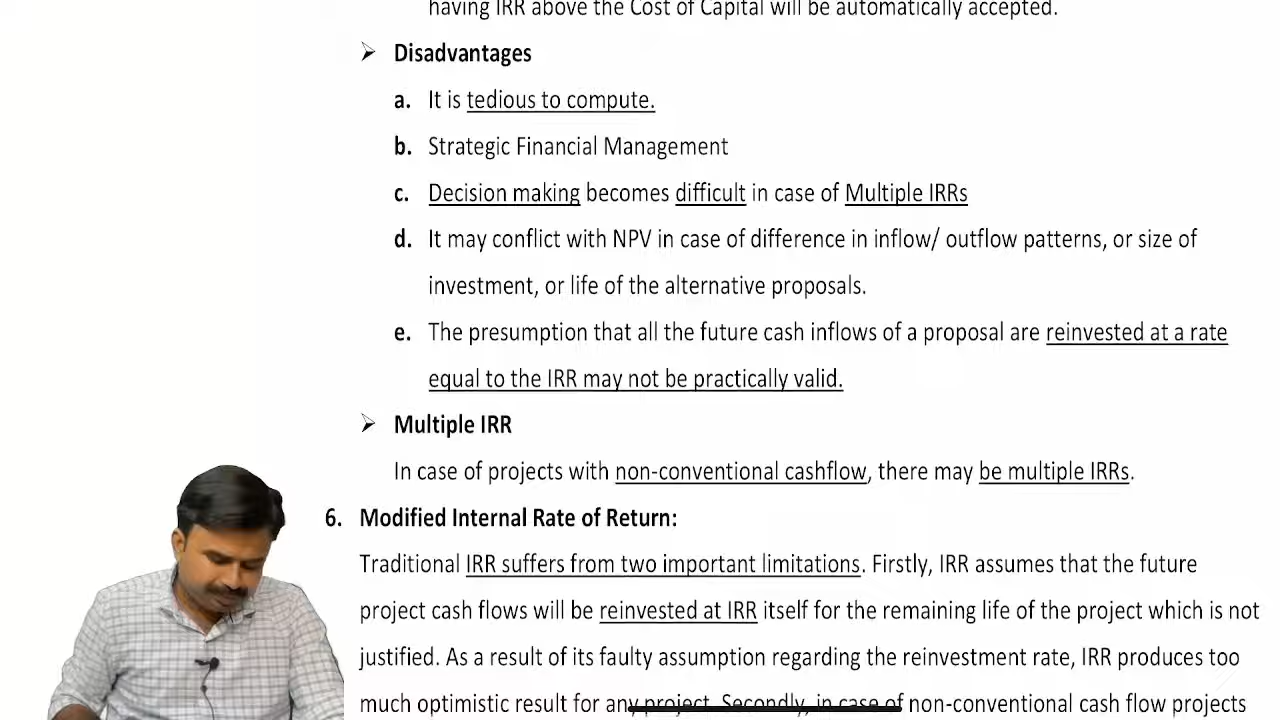 having IRR above the Cost of Capital will be automatically accepted.
➢ Disadvantages
a. It is tedious to compute.
b. Strategic Financial Management
c. Decision making becomes difficult in case of Multiple IRRs
d. It may conflict with NPV in case of difference in inflow/ outflow patterns, or size of
investment, or life of the alternative proposals.
e. The presumption that all the future cash inflows of a proposal are reinvested at a rate
equal to the IRR may not be practically valid.
➢ Multiple IRR
In case of projects with non-conventional cashflow, there may be multiple IRRs.
6. Modified Internal Rate of Return:
Traditional IRR suffers from two important limitations. Firstly, IRR assumes that the future
project cash flows will be reinvested at IRR itself for the remaining life of the project which is not
justified. As a result of its faulty assumption regarding the reinvestment rate, IRR produces too
much optimistic result for any project. Secondly, in case of non-conventional cash flow projects